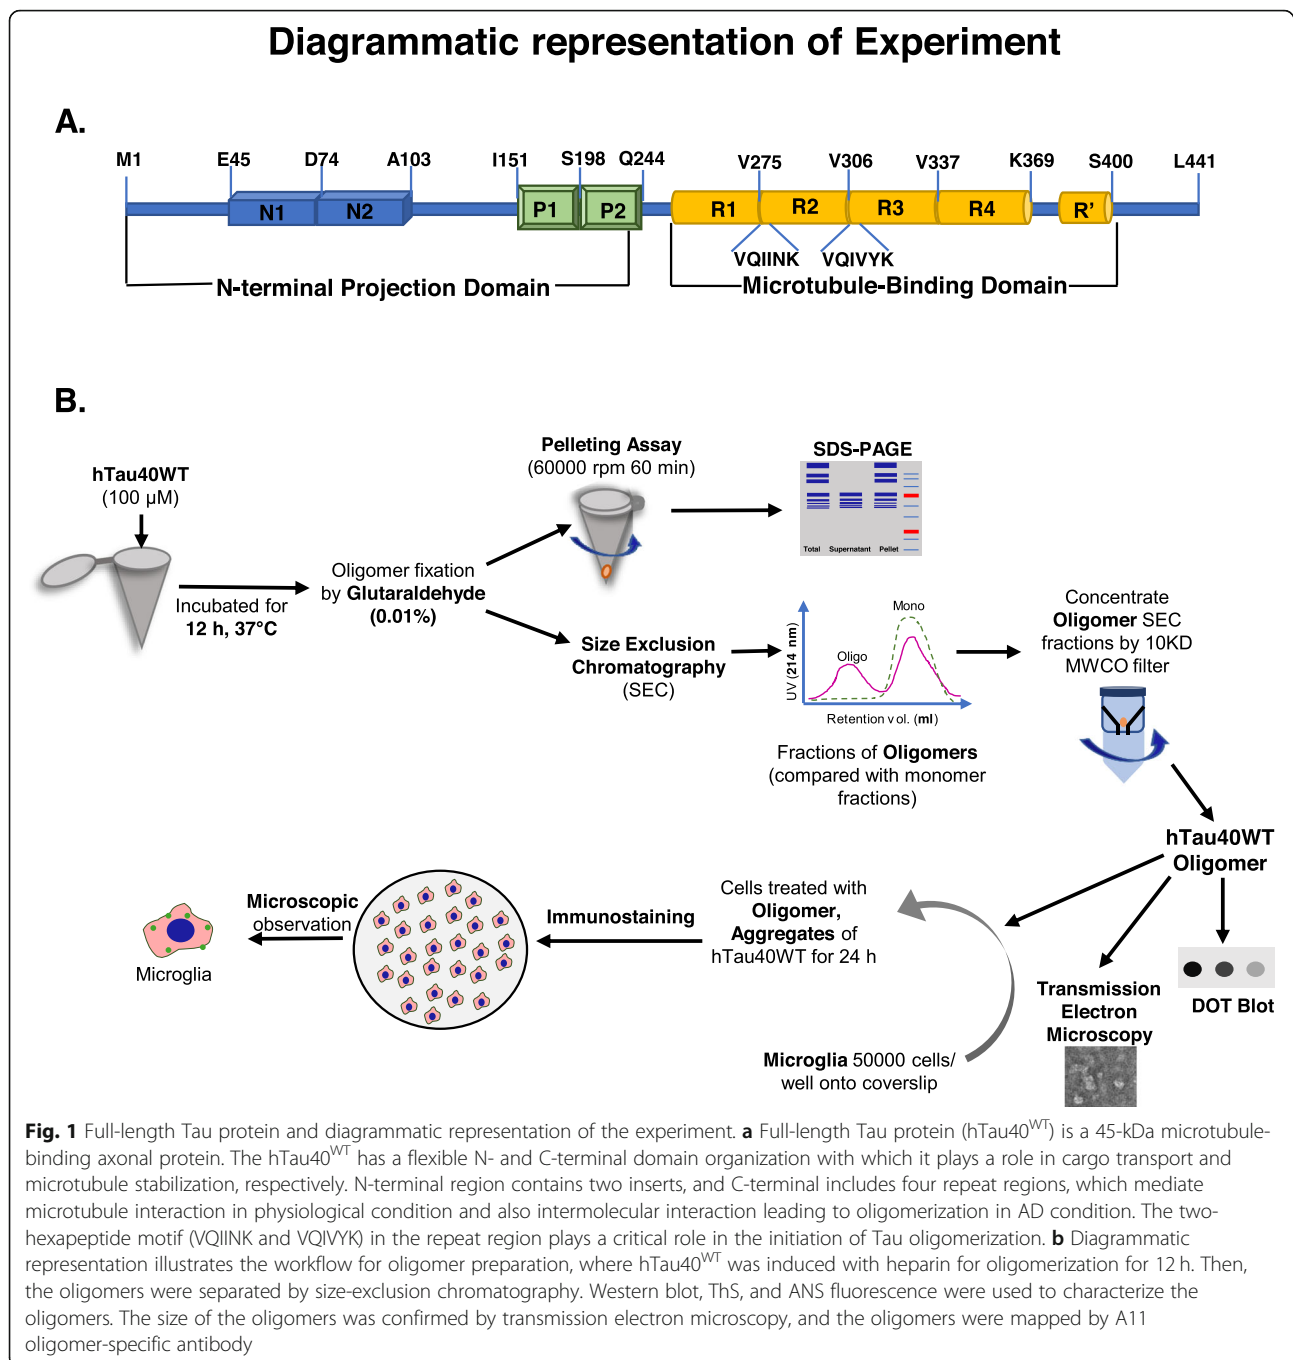 Diagrammatic representation of Experiment
A.
M1 E45 D74 A103 I151 S198 Q244 V275 V306 V337 K369 S400 L441
N1 N2 P1 P2 R1 R2 R3 R4 R’
VQIINK VQIVYK
N-terminal Projection Domain
Microtubule-Binding Domain
B.
hTau40WT
(100 µM)
Incubated for
12 h, 37°C
Oligomer fixation
by Glutaraldehyde
(0.01%)
Pelleting Assay
(60000 rpm 60 min)
SDS-PAGE
Total Supernatant Pellet
Size Exclusion
Chromatography
(SEC)
UV (214 nm)
Oligo
Mono
Retention vol. (ml)
Fractions of Oligomers
(compared with monomer
fractions)
Concentrate
Oligomer SEC
fractions by 10KD
MWCO filter
hTau40WT
Oligomer
DOT Blot
Transmission
Electron
Microscopy
Microglia 50000 cells/
well onto coverslip
Cells treated with
Oligomer,
Aggregates of
hTau40WT for 24 h
Immunostaining
Microscopic
observation
Microglia
Fig. 1 Full-length Tau protein and diagrammatic representation of the experiment. a Full-length Tau protein (hTau40WT) is a 45-kDa microtubule-
binding axonal protein. The hTau40WT has a flexible N- and C-terminal domain organization with which it plays a role in cargo transport and
microtubule stabilization, respectively. N-terminal region contains two inserts, and C-terminal includes four repeat regions, which mediate
microtubule interaction in physiological condition and also intermolecular interaction leading to oligomerization in AD condition. The two-
hexapeptide motif (VQIINK and VQIVYK) in the repeat region plays a critical role in the initiation of Tau oligomerization. b Diagrammatic
representation illustrates the workflow for oligomer preparation, where hTau40WT was induced with heparin for oligomerization for 12 h. Then,
the oligomers were separated by size-exclusion chromatography. Western blot, ThS, and ANS fluorescence were used to characterize the
oligomers. The size of the oligomers was confirmed by transmission electron microscopy, and the oligomers were mapped by A11
oligomer-specific antibody